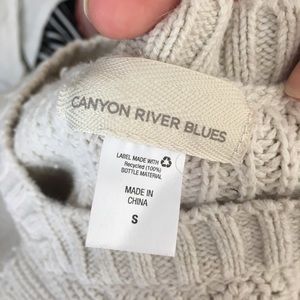 CANYON RIVER BLUES
LABEL MADE WITH
Recycled (100%)
BOTTLE MATERIAL
MADE IN
CHINA
S